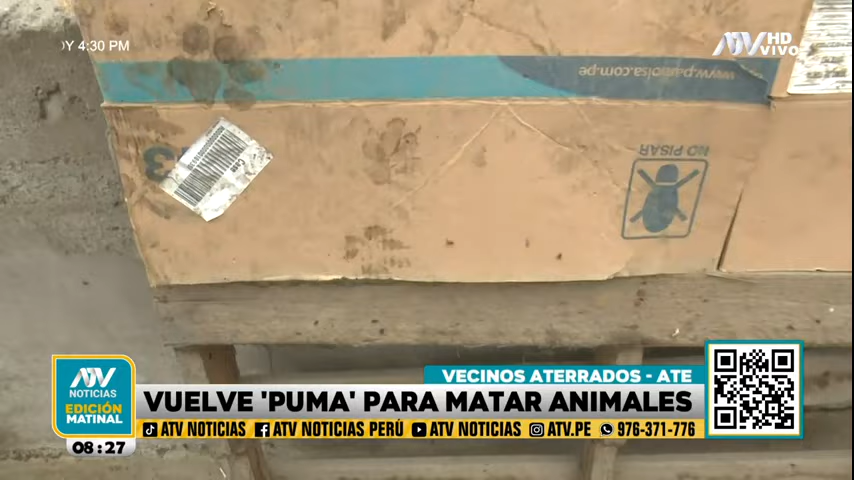 Y 4:30 PM
ATV HD
VIVO
www.pamolsa.com.pe
NO PISAR
VECINOS ATERRADOS - ATE
ATV
NOTICIAS
EDICIÓN
MATINAL
08:27
VUELVE 'PUMA' PARA MATAR ANIMALES
ATV NOTICIAS ATV NOTICIAS PERÚ ATV NOTICIAS ATV.PE 976-371-776